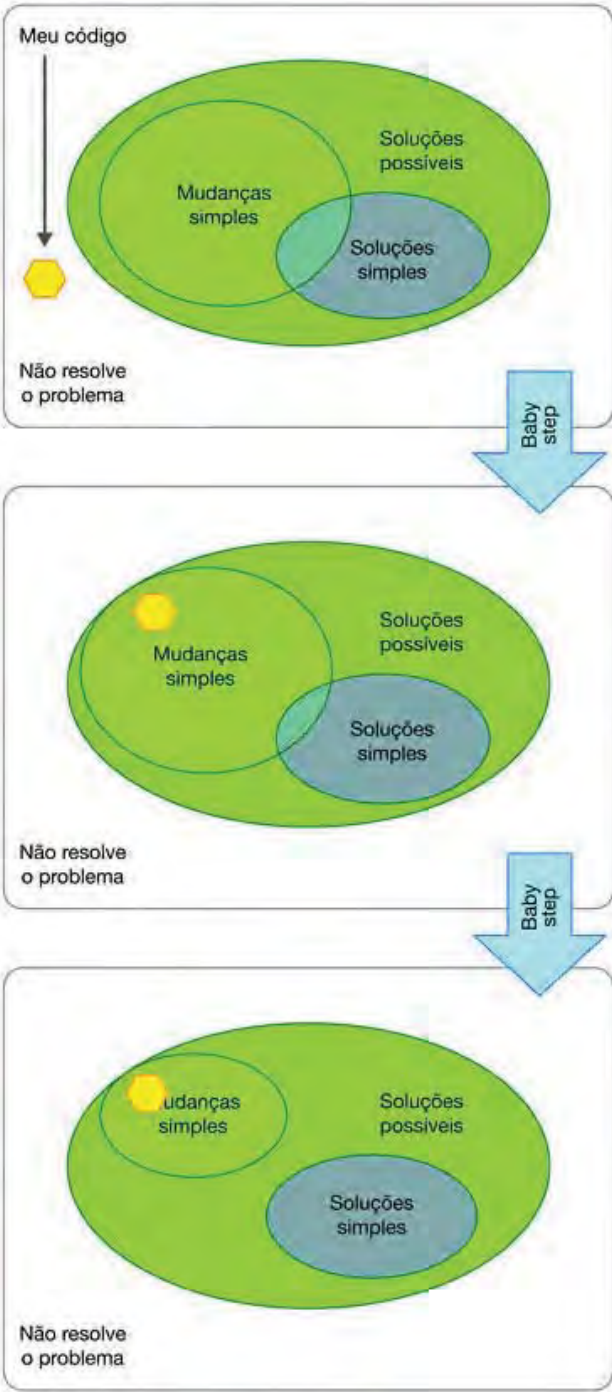 Meu código
Soluções
possíveis
Mudanças
simples
Soluções
simples
Não resolve
o problema
Baby
step
Soluções
possíveis
Mudanças
simples
Soluções
simples
Não resolve
o problema
Baby
step
udanças
simples
Soluções
possíveis
Soluções
simples
Não resolve
o problema